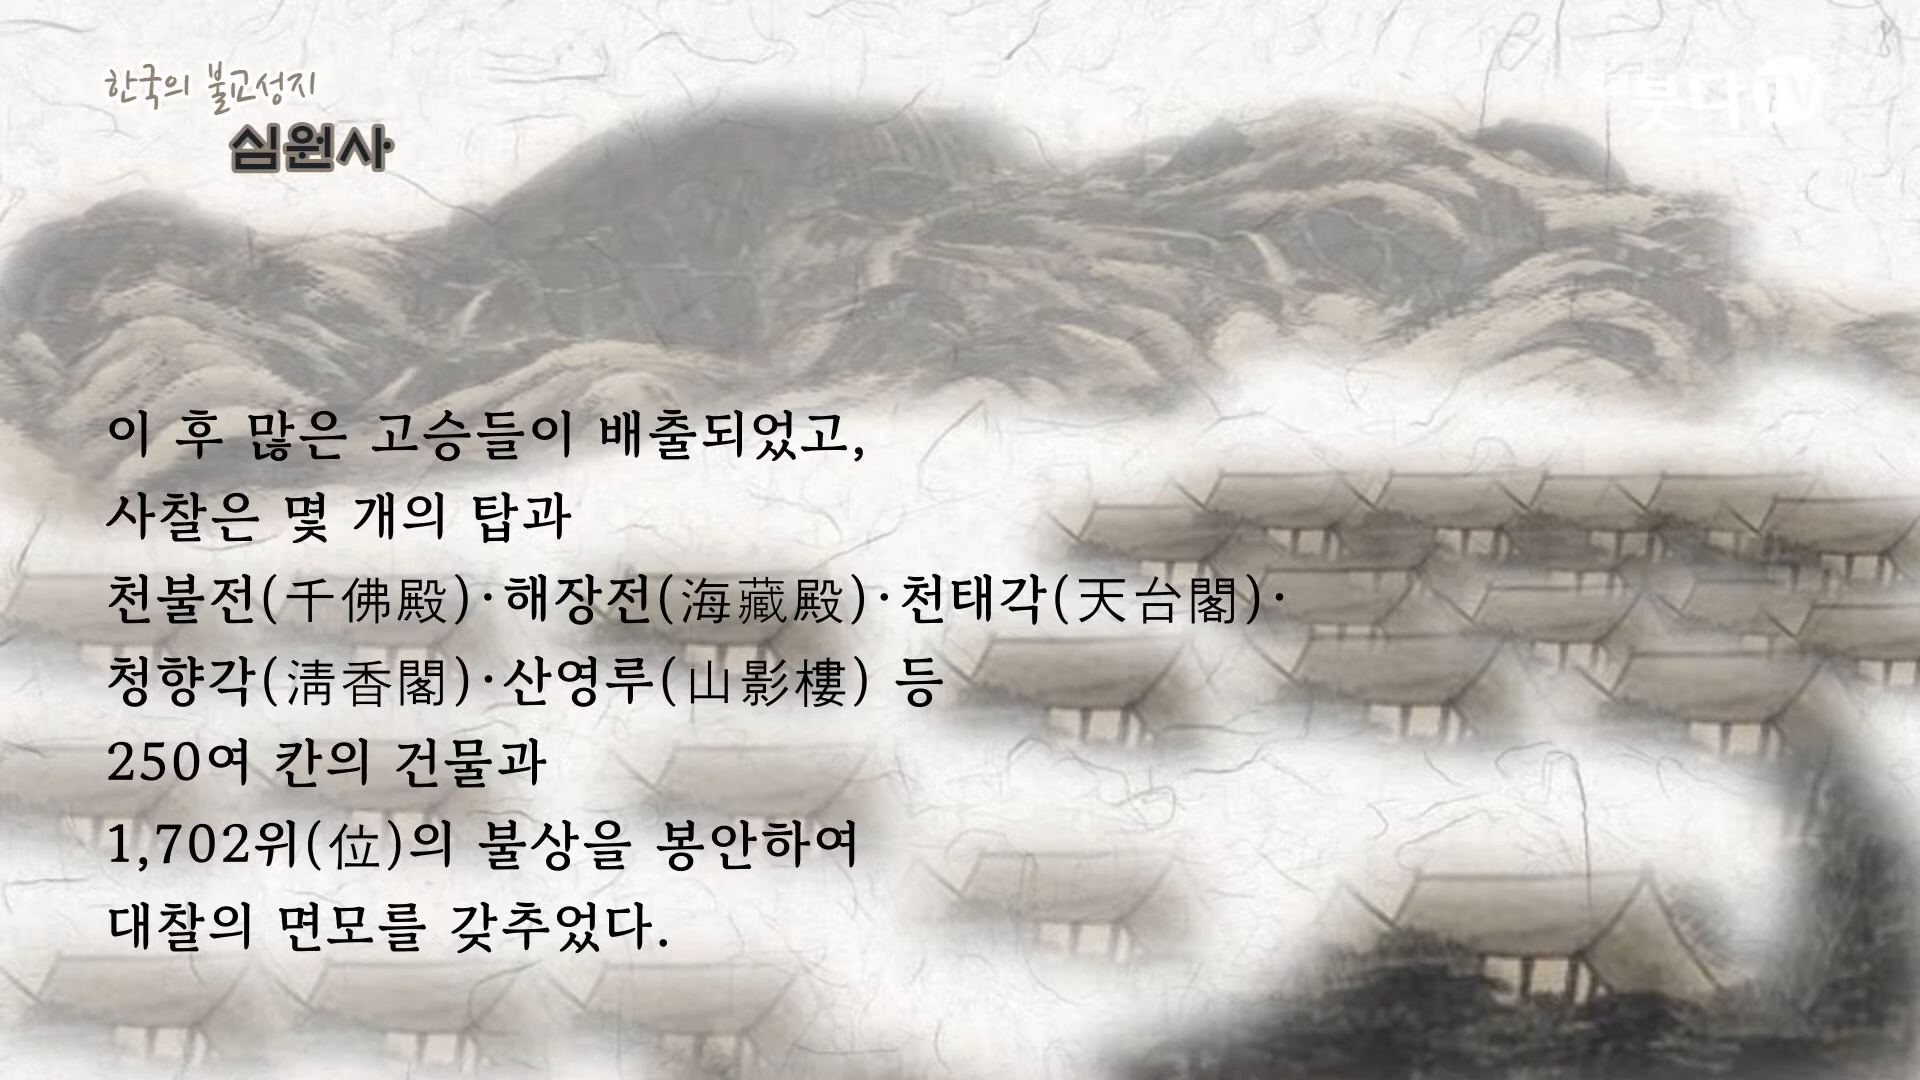 한국의 불교성지
심원사
붓다TV
이 후 많은 고승들이 배출되었고,
사찰은 몇 개의 탑과
천불전(千佛殿)·해장전(海藏殿)·천태각(天台閣)·
청향각(淸香閣)·산영루(山影樓) 등
250여 칸의 건물과
1,702위(位)의 불상을 봉안하여
대찰의 면모를 갖추었다.